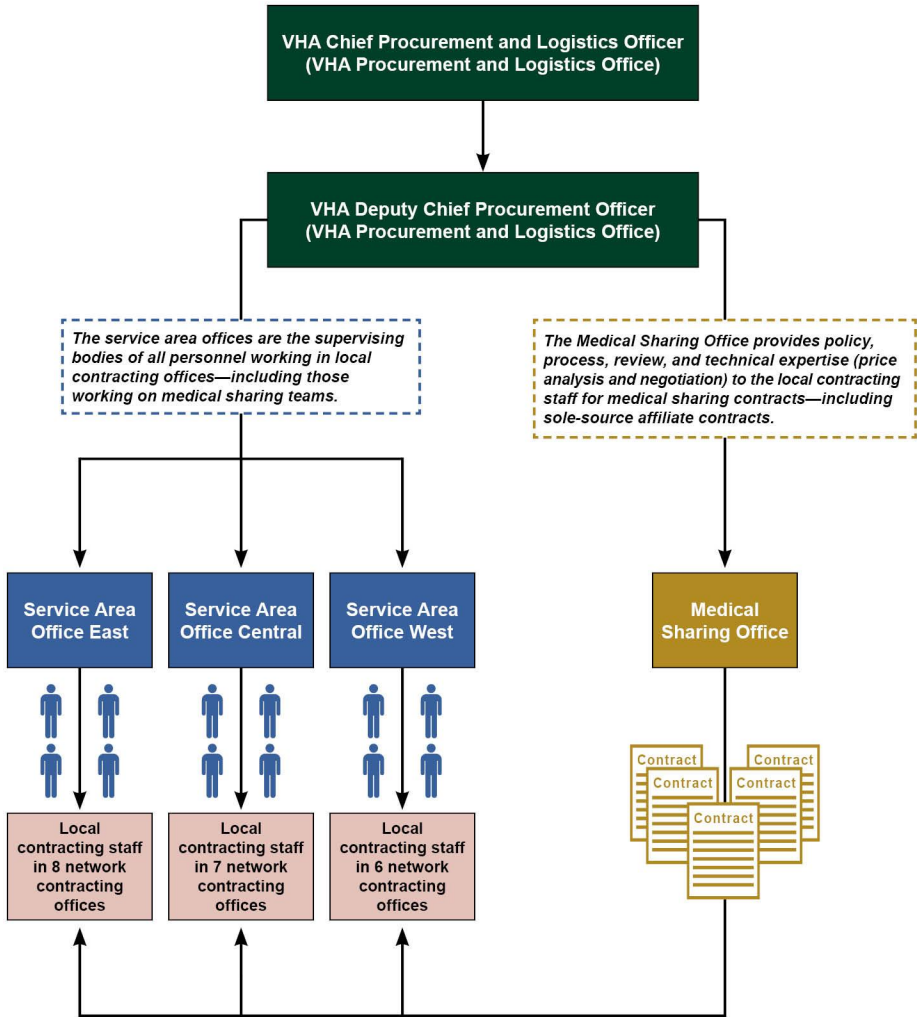 VHA Chief Procurement and Logistics Officer
(VHA Procurement and Logistics Office)
VHA Deputy Chief Procurement Officer
(VHA Procurement and Logistics Office)
The service area offices are the supervising
bodies of all personnel working in local
contracting offices—including those
working on medical sharing teams.
The Medical Sharing Office provides policy,
process, review, and technical expertise (price
analysis and negotiation) to the local contracting
staff for medical sharing contracts—including
sole-source affiliate contracts.
Service Area
Office East
Service Area
Office Central
Service Area
Office West
Medical
Sharing Office
Contract
Contract
Contract
Contract
Contract
Local
contracting staff
in 8 network
contracting
offices
Local
contracting staff
in 7 network
contracting
offices
Local
contracting staff
in 6 network
contracting
offices